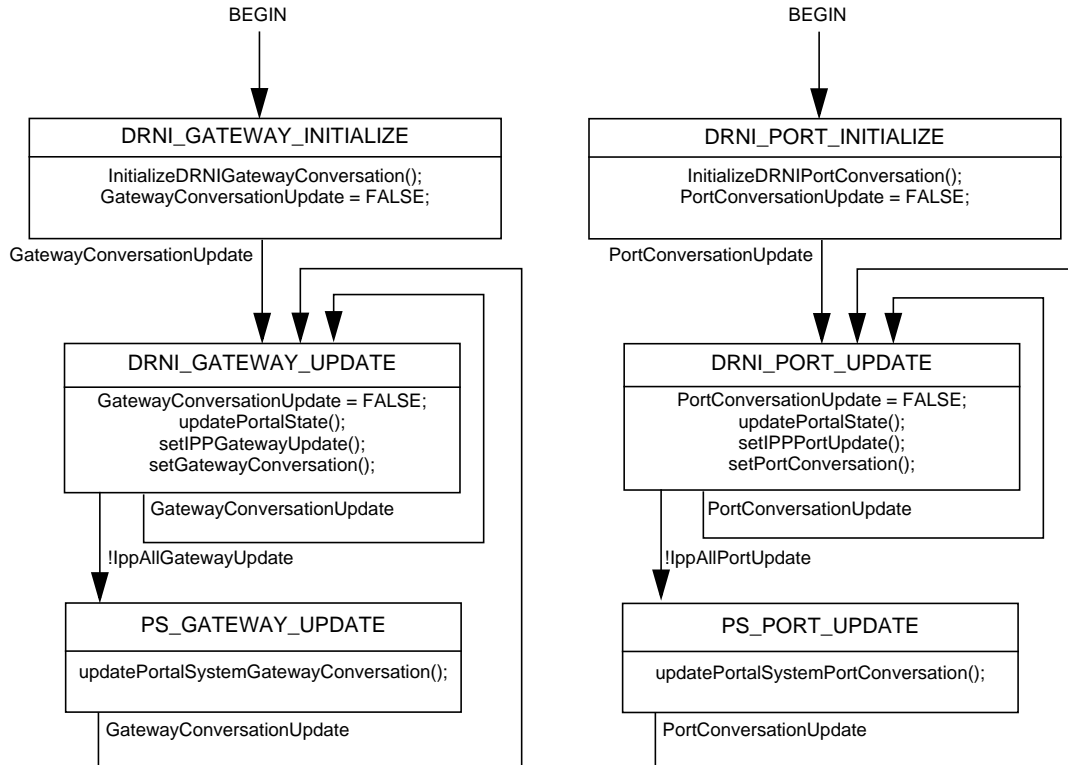 BEGIN
DRNI_GATEWAY_INITIALIZE
InitializeDRNIGatewayConversation();
GatewayConversationUpdate = FALSE;
GatewayConversationUpdate
DRNI_GATEWAY_UPDATE
GatewayConversationUpdate = FALSE;
updatePortalState();
setIPPGatewayUpdate();
setGatewayConversation();
GatewayConversationUpdate
!IppAllGatewayUpdate
PS_GATEWAY_UPDATE
updatePortalSystemGatewayConversation();
GatewayConversationUpdate
BEGIN
DRNI_PORT_INITIALIZE
InitializeDRNIPortConversation();
PortConversationUpdate = FALSE;
PortConversationUpdate
DRNI_PORT_UPDATE
PortConversationUpdate = FALSE;
updatePortalState();
setIPPPortUpdate();
setPortConversation();
PortConversationUpdate
!IppAllPortUpdate
PS_PORT_UPDATE
updatePortalSystemPortConversation();
PortConversationUpdate